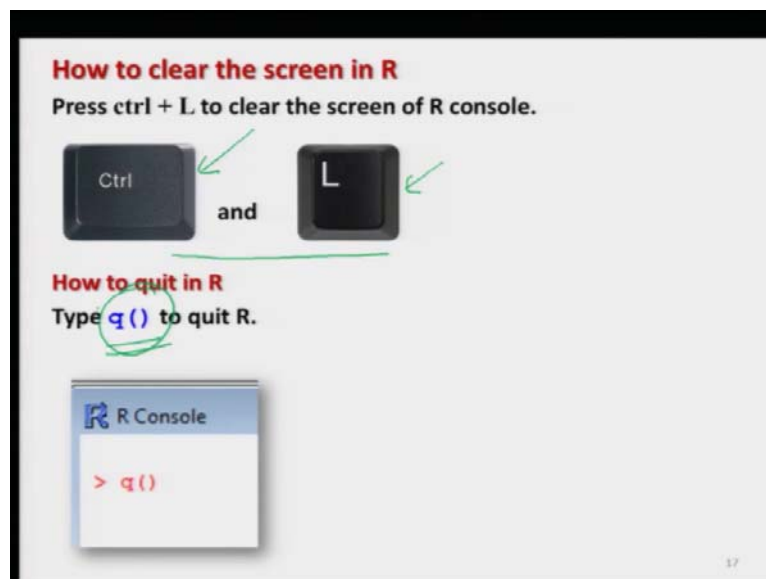 How to clear the screen in R
Press ctrl + L to clear the screen of R console.
Ctrl
and
L
How to quit in R
Type q() to quit R.
R Console
> q()
17